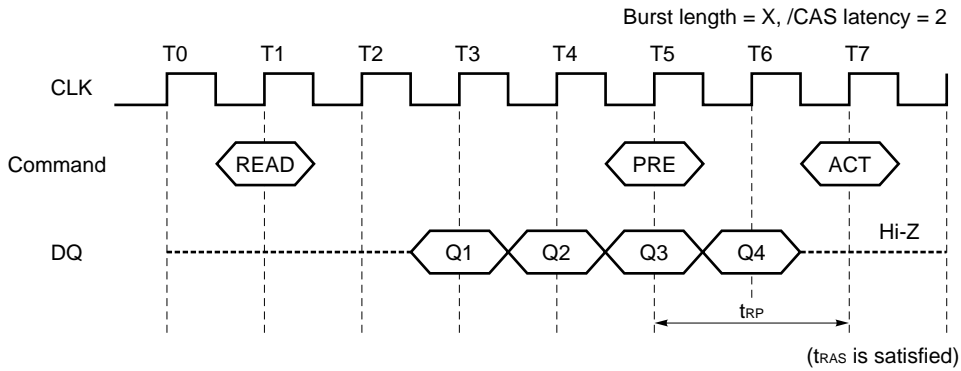 Burst length = X, /CAS latency = 2
T0 T1 T2 T3 T4 T5 T6 T7
CLK
Command READ PRE ACT
DQ Q1 Q2 Q3 Q4 Hi-Z
tRP
(tRAS is satisfied)